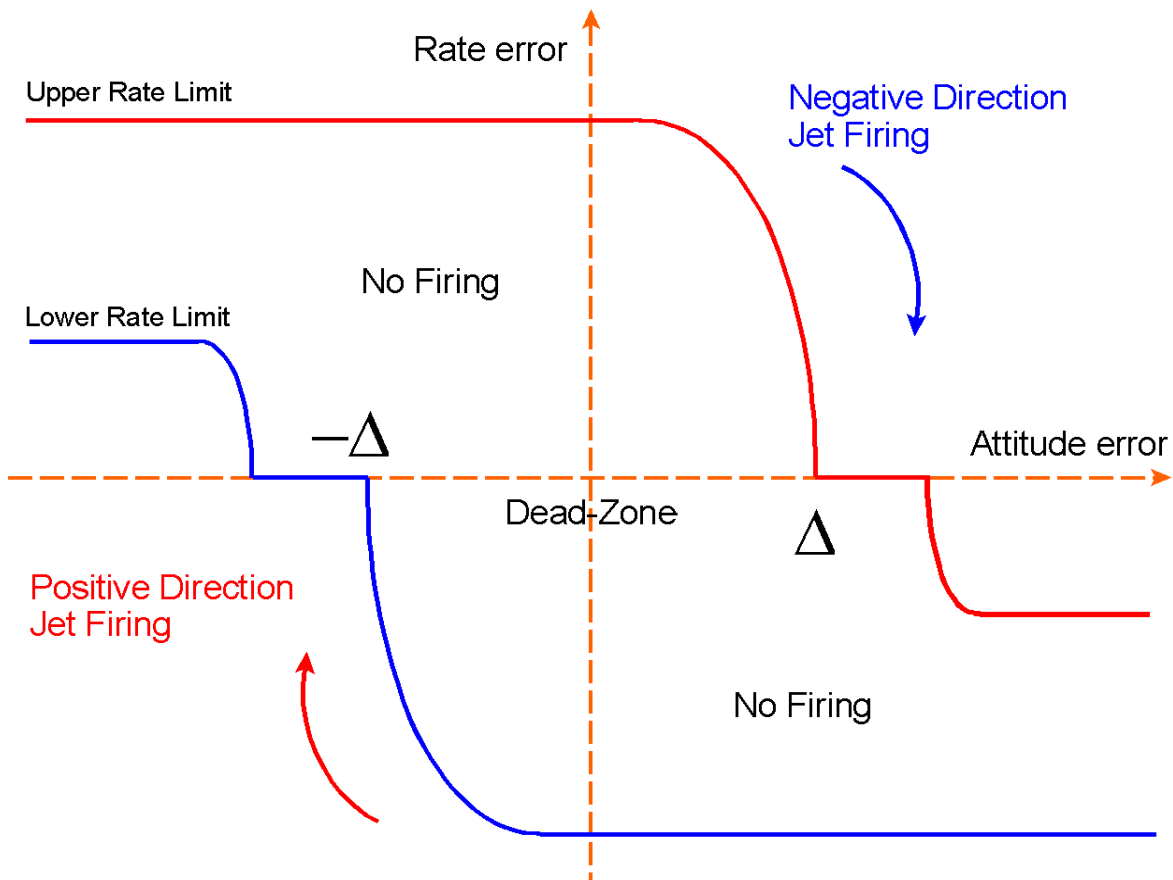 Rate error
Upper Rate Limit
Negative Direction
Jet Firing
No Firing
Lower Rate Limit
−Δ
Attitude error
Dead-Zone
Δ
Positive Direction
Jet Firing
No Firing